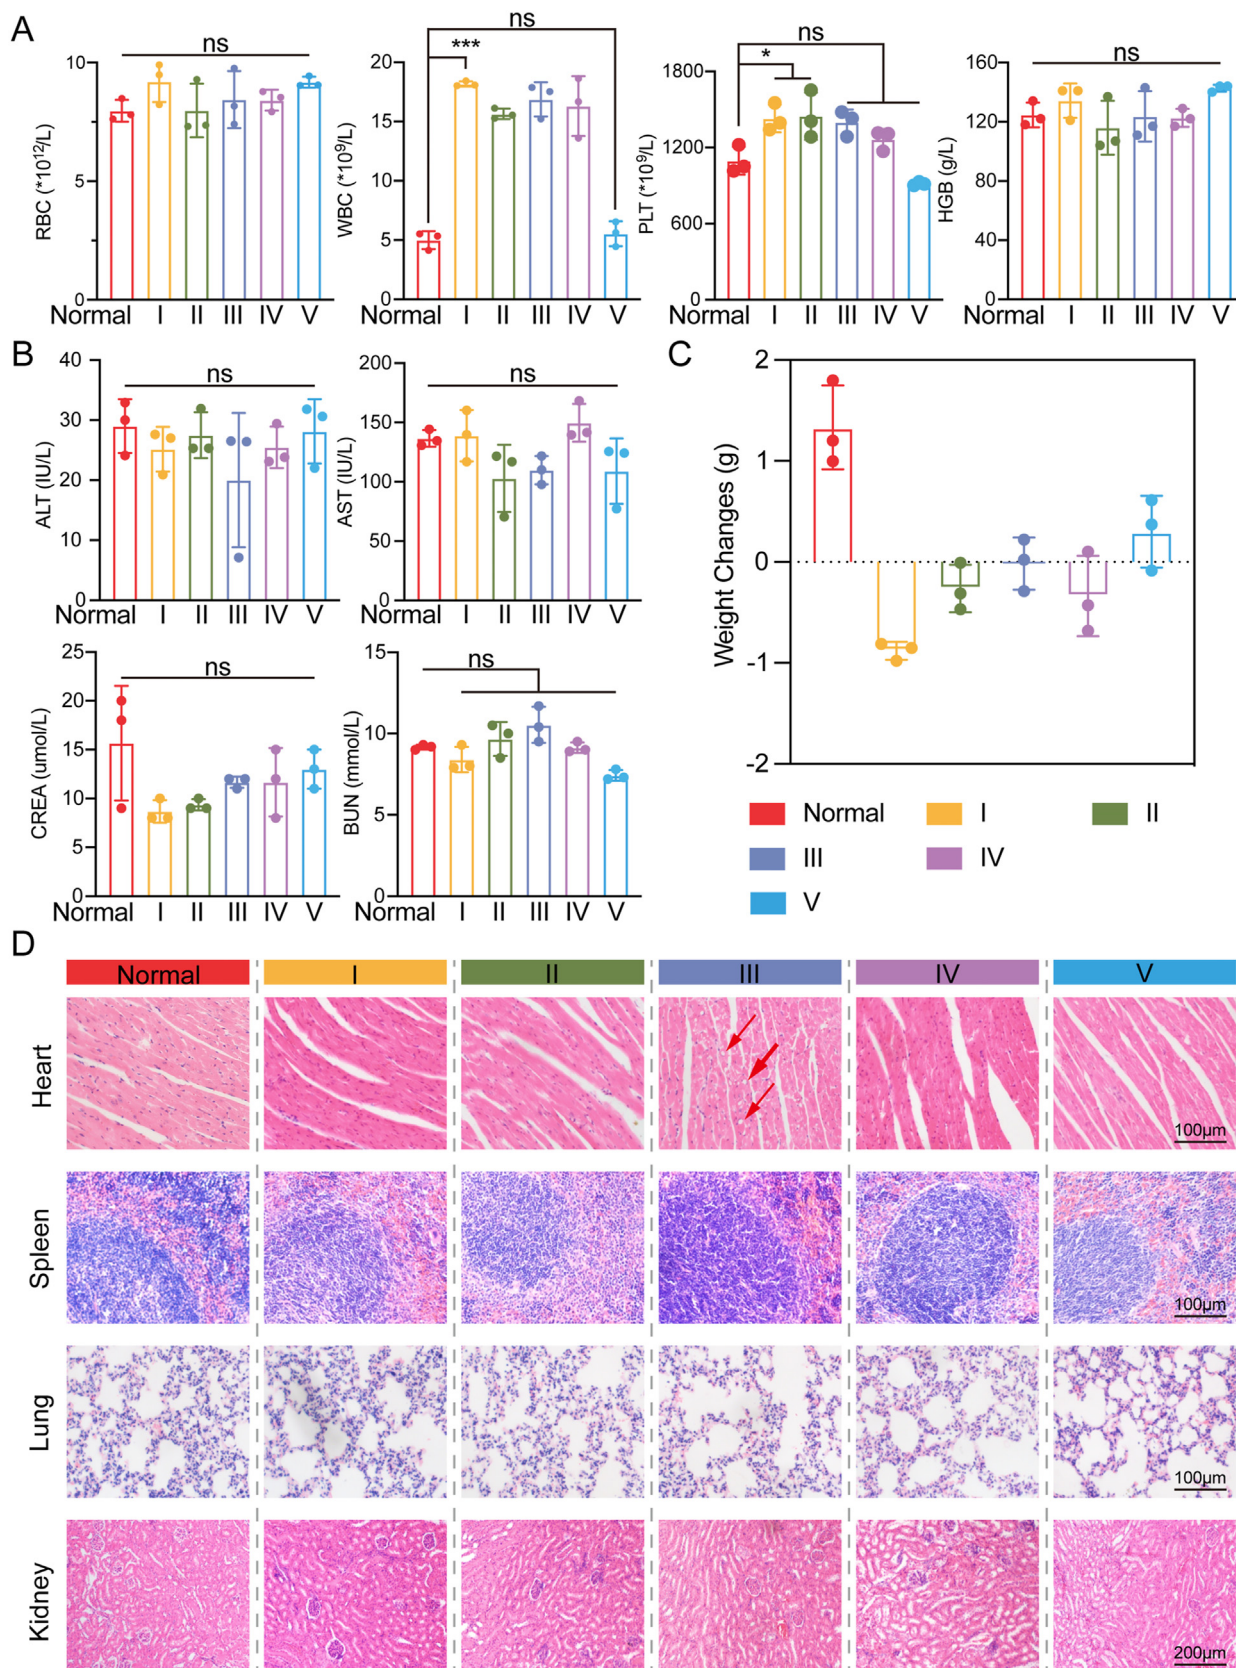 A
RBC (*10¹²/L)
10
5
0
ns
Normal I II III IV V
WBC (*10⁹/L)
20
15
10
5
0
ns
***
Normal I II III IV V
PLT (*10⁹/L)
1800
1200
600
0
ns
*
Normal I II III IV V
HGB (g/L)
160
120
80
40
0
ns
Normal I II III IV V
B
ALT (IU/L)
40
30
20
10
0
ns
Normal I II III IV V
AST (IU/L)
200
150
100
50
0
ns
Normal I II III IV V
CREA (umol/L)
25
20
15
10
5
0
ns
Normal I II III IV V
BUN (mmol/L)
15
10
5
0
ns
Normal I II III IV V
C
Weight Changes (g)
2
1
0
-1
-2
Normal I II
III IV
V
D
Normal I II III IV V
Heart
100μm
Spleen
100μm
Lung
100μm
Kidney
200μm